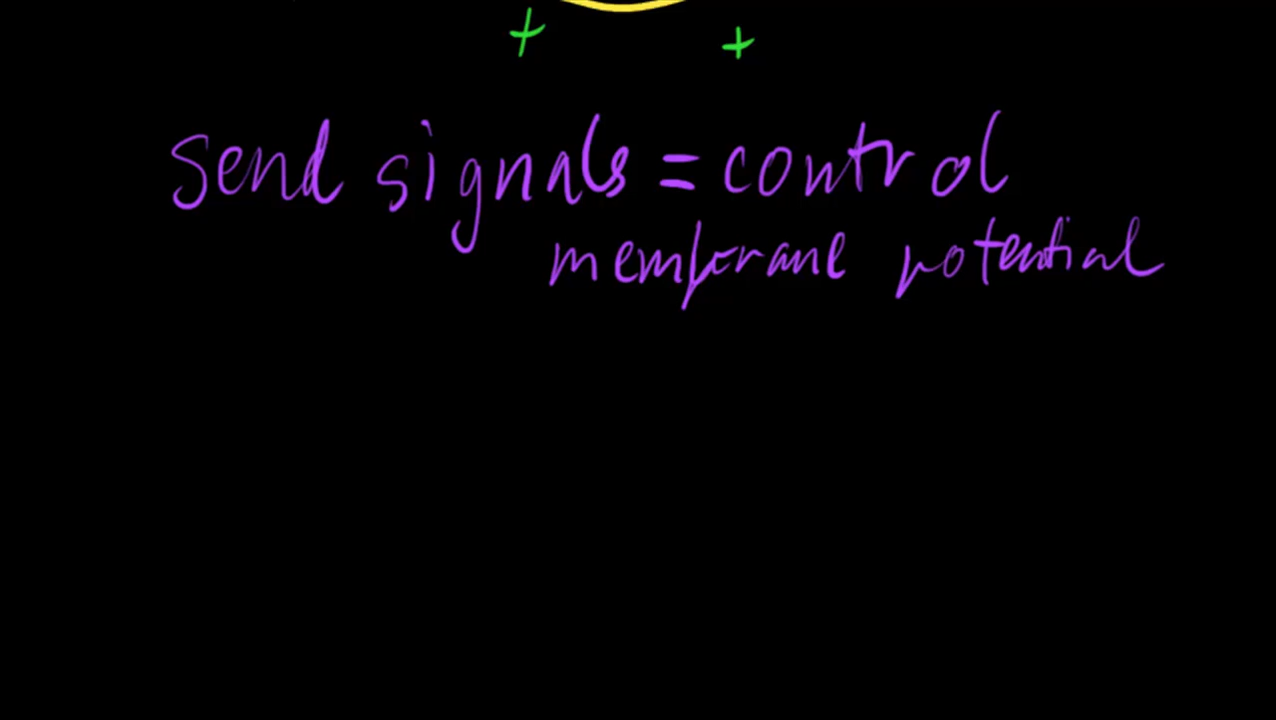 + +
send signals = control
membrane potential